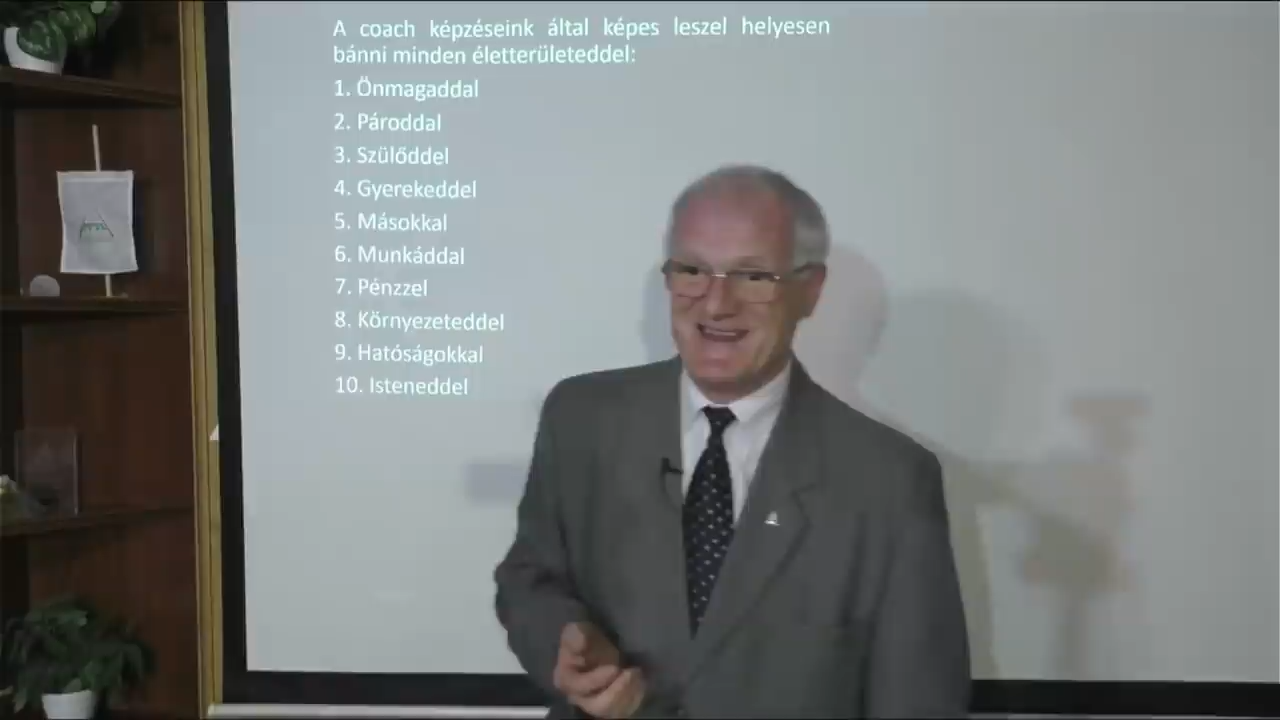 A coach képzéseink által képes leszel helyesen
bánni minden életterületeddel:
1. Önmagaddal
2. Pároddal
3. Szülőddel
4. Gyerekeddel
5. Másokkal
6. Munkáddal
7. Pénzzel
8. Környezeteddel
9. Hatóságokkal
10. Isteneddel